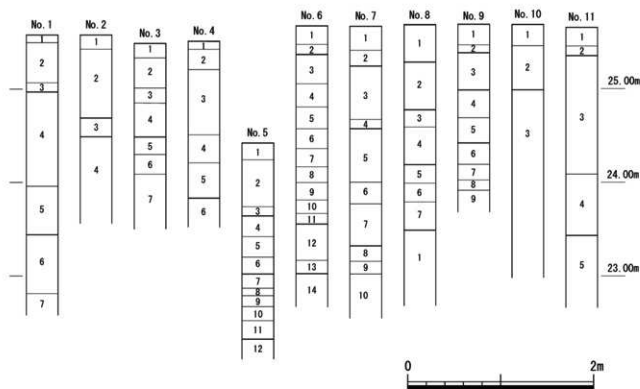 No. 1 No. 2 No. 3 No. 4 No. 5 No. 6 No. 7 No. 8 No. 9 No. 10 No. 11
1 2 3 4 5 6 7
1 2 3 4
1 2 3 4 5 6 7
1 2 3 4 5 6
1 2 3 4 5 6 7 8 9 10 11 12
1 2 3 4 5 6 7 8 9 10 11 12 13 14
1 2 3 4 5 6 7 8 9 10
1 2 3 4 5 6 7 1
1 2 3 4 5 6 7 8 9
1 2 3
1 2 3 4 5
25.00m
24.00m
23.00m
0 2m